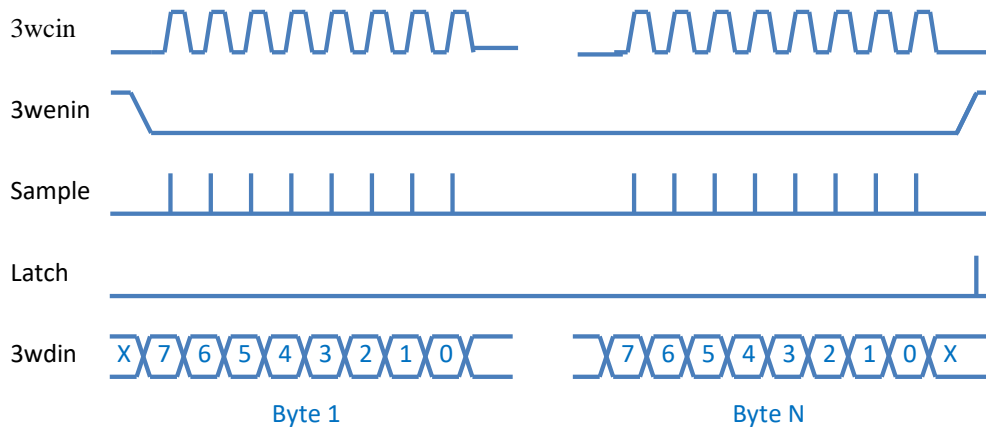 3wcin
3wenin
Sample
Latch
3wdin X 7 6 5 4 3 2 1 0 7 6 5 4 3 2 1 0 X
Byte 1 Byte N